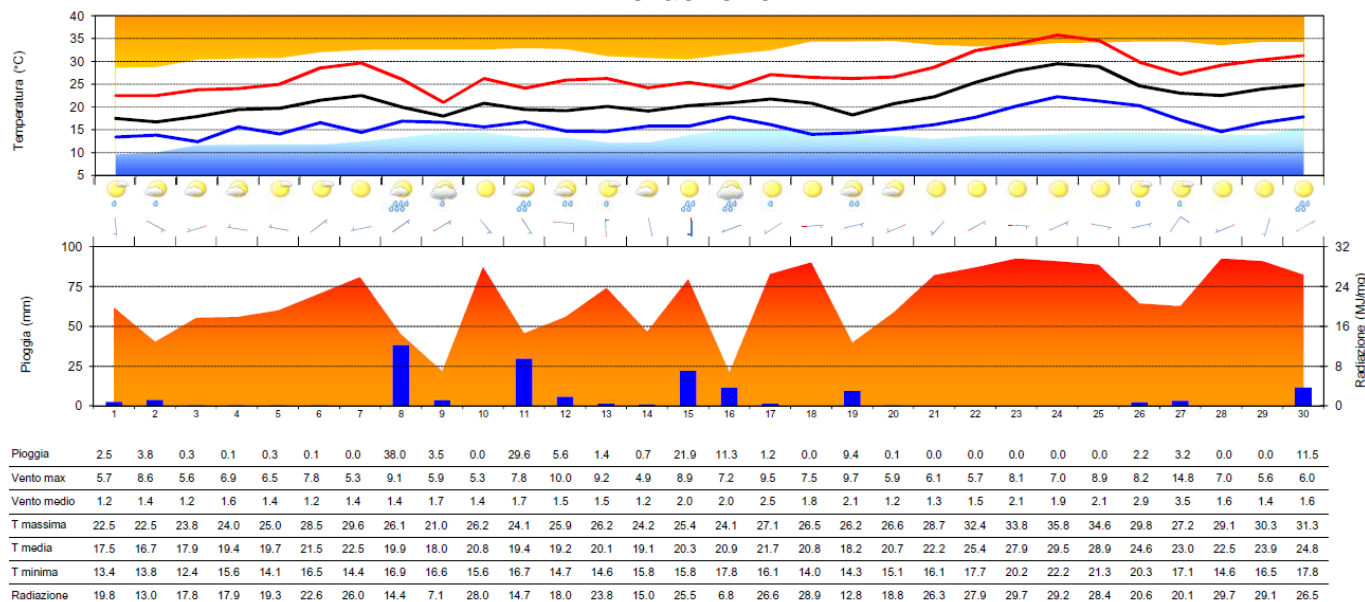 40
35
30
25
20
15
10
5
Temperatura (°C)
100
75
50
25
0
Pioggia (mm)
32
24
16
8
0
Radiazione (MJ/mq)
1 2 3 4 5 6 7 8 9 10 11 12 13 14 15 16 17 18 19 20 21 22 23 24 25 26 27 28 29 30
Pioggia 2.5 3.8 0.3 0.1 0.3 0.1 0.0 38.0 3.5 0.0 29.6 5.6 1.4 0.7 21.9 11.3 1.2 0.0 9.4 0.1 0.0 0.0 0.0 0.0 0.0 2.2 3.2 0.0 0.0 11.5
Vento max 5.7 8.6 5.6 6.9 6.5 7.8 5.3 9.1 5.9 5.3 7.8 10.0 9.2 4.9 8.9 7.2 9.5 7.5 9.7 5.9 6.1 5.7 8.1 7.0 8.9 8.2 14.8 7.0 5.6 6.0
Vento medio 1.2 1.4 1.2 1.6 1.4 1.2 1.4 1.4 1.7 1.4 1.7 1.5 1.5 1.2 2.0 2.0 2.5 1.8 2.1 1.2 1.3 1.5 2.1 1.9 2.1 2.9 3.5 1.6 1.4 1.6
T massima 22.5 22.5 23.8 24.0 25.0 28.5 29.6 26.1 21.0 26.2 24.1 25.9 26.2 24.2 25.4 24.1 27.1 26.5 26.2 26.6 28.7 32.4 33.8 35.8 34.6 29.8 27.2 29.1 30.3 31.3
T media 17.5 16.7 17.9 19.4 19.7 21.5 22.5 19.9 18.0 20.8 19.4 19.2 20.1 19.1 20.3 20.9 21.7 20.8 18.2 20.7 22.2 25.4 27.9 29.5 28.9 24.6 23.0 22.5 23.9 24.8
T minima 13.4 13.8 12.4 15.6 14.1 16.5 14.4 16.9 16.6 15.6 16.7 14.7 14.6 15.8 15.8 17.8 16.1 14.0 14.3 15.1 16.1 17.7 20.2 22.2 21.3 20.3 17.1 14.6 16.5 17.8
Radiazione 19.8 13.0 17.8 17.9 19.3 22.6 26.0 14.4 7.1 28.0 14.7 18.0 23.8 15.0 25.5 6.8 26.6 28.9 12.8 18.8 26.3 27.9 29.7 29.2 28.4 20.6 20.1 29.7 29.1 26.5